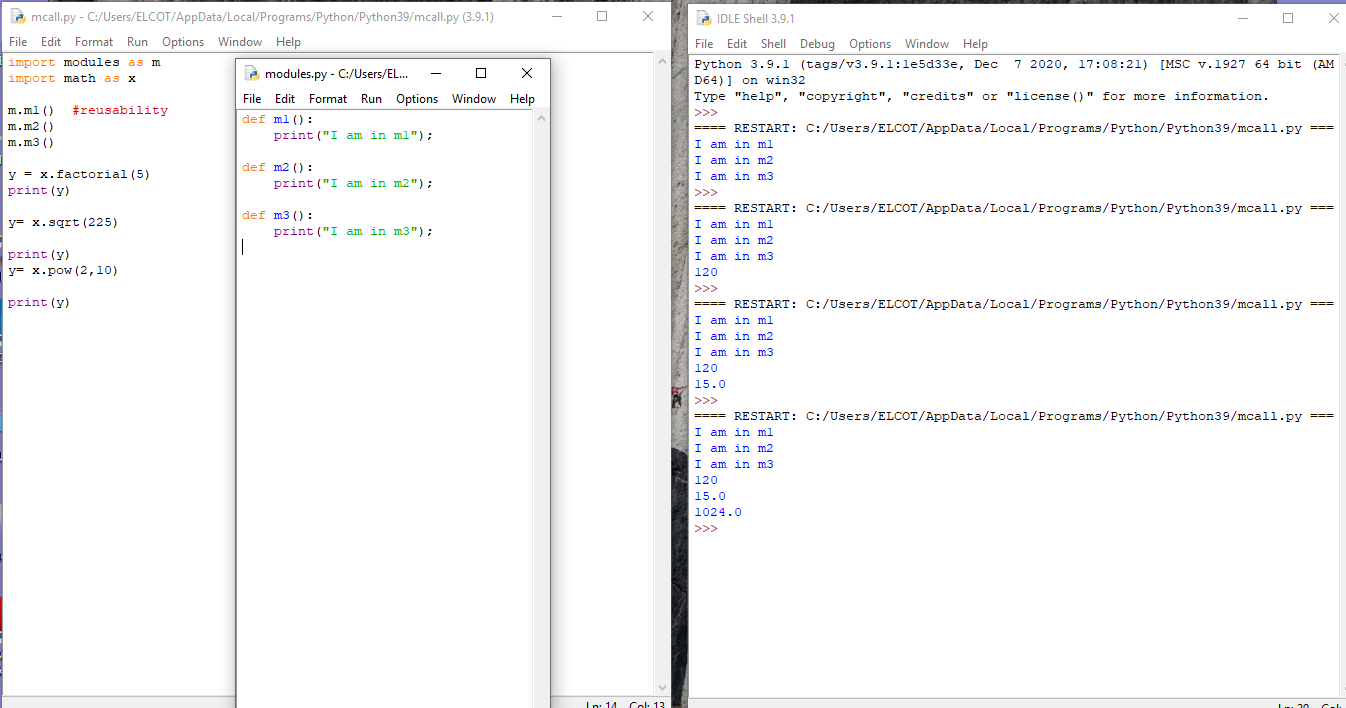 mcall.py - C:/Users/ELCOT/AppData/Local/Programs/Python/Python39/mcall.py (3.9.1)
File Edit Format Run Options Window Help
import modules as m
import math as x
m.m1() #reusability
m.m2()
m.m3()
y = x.factorial(5)
print(y)
y= x.sqrt(225)
print(y)
y= x.pow(2,10)
print(y)
Ln: 14 Col: 13
modules.py - C:/Users/EL...
File Edit Format Run Options Window Help
def m1():
print("I am in m1");
def m2():
print("I am in m2");
def m3():
print("I am in m3");
IDLE Shell 3.9.1
File Edit Shell Debug Options Window Help
Python 3.9.1 (tags/v3.9.1:1e5d33e, Dec 7 2020, 17:08:21) [MSC v.1927 64 bit (AM
D64)] on win32
Type "help", "copyright", "credits" or "license()" for more information.
>>>
==== RESTART: C:/Users/ELCOT/AppData/Local/Programs/Python/Python39/mcall.py ===
I am in m1
I am in m2
I am in m3
>>>
==== RESTART: C:/Users/ELCOT/AppData/Local/Programs/Python/Python39/mcall.py ===
I am in m1
I am in m2
I am in m3
120
>>>
==== RESTART: C:/Users/ELCOT/AppData/Local/Programs/Python/Python39/mcall.py ===
I am in m1
I am in m2
I am in m3
120
15.0
>>>
==== RESTART: C:/Users/ELCOT/AppData/Local/Programs/Python/Python39/mcall.py ===
I am in m1
I am in m2
I am in m3
120
15.0
1024.0
>>>